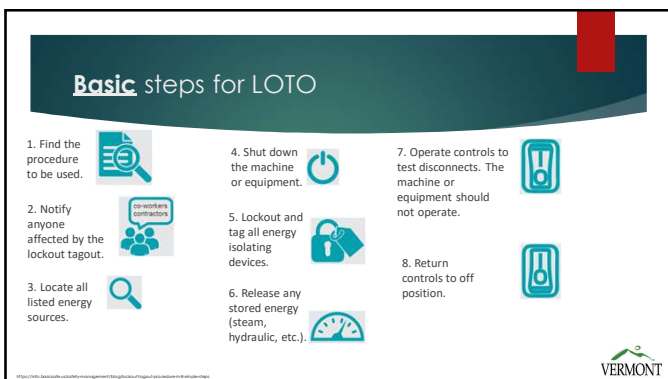 Basic steps for LOTO
1. Find the
procedure
to be used.
2. Notify
anyone
affected by the
lockout tagout.
co-workers
contractors
3. Locate all
listed energy
sources.
4. Shut down
the machine
or equipment.
5. Lockout and
tag all energy
isolating
devices.
6. Release any
stored energy
(steam,
hydraulic, etc.).
7. Operate controls to
test disconnects. The
machine or
equipment should
not operate.
8. Return
controls to off
position.
VERMONT